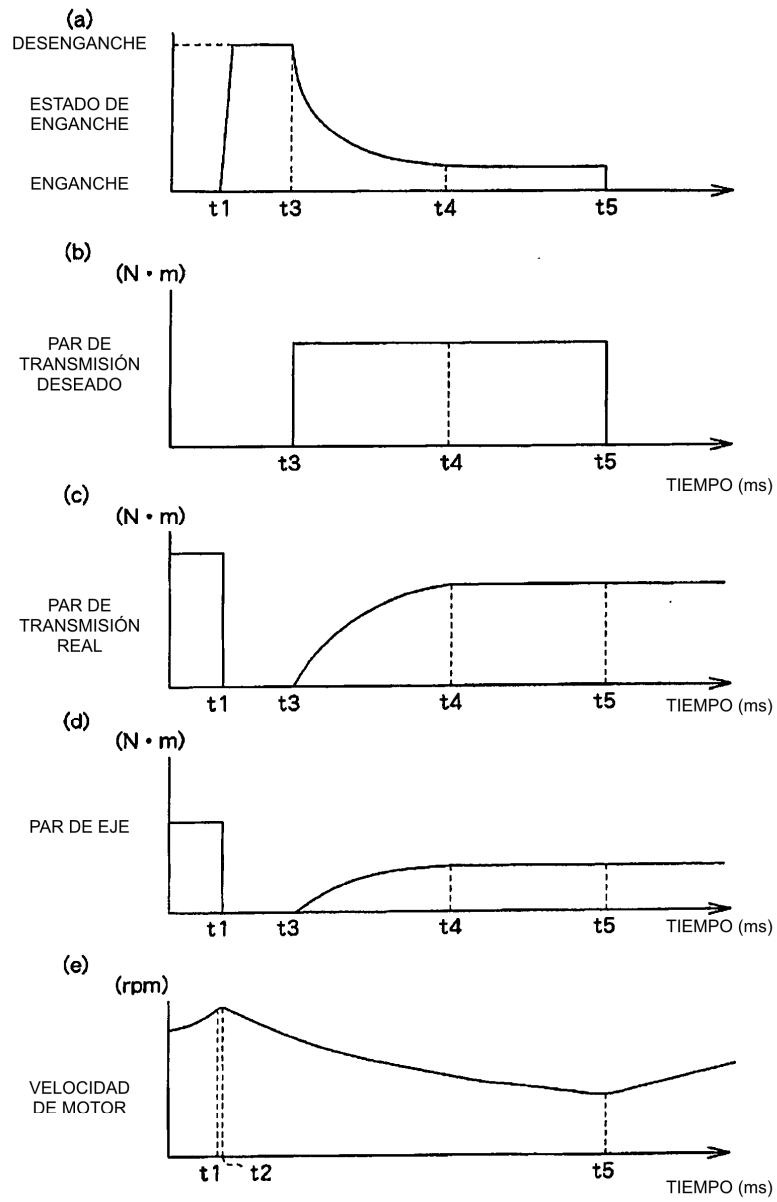 (a)
DESENGANCHE
ESTADO DE
ENGANCHE
ENGANCHE
t1 t3 t4 t5
(b)
(N・m)
PAR DE
TRANSMISIÓN
DESEADO
t3 t4 t5
TIEMPO (ms)
(c)
(N・m)
PAR DE
TRANSMISIÓN
REAL
t1 t3 t4 t5 TIEMPO (ms)
(d)
(N・m)
PAR DE EJE
t1 t3 t4 t5 TIEMPO (ms)
(e)
(rpm)
VELOCIDAD
DE MOTOR
t1 t2 t5
TIEMPO (ms)